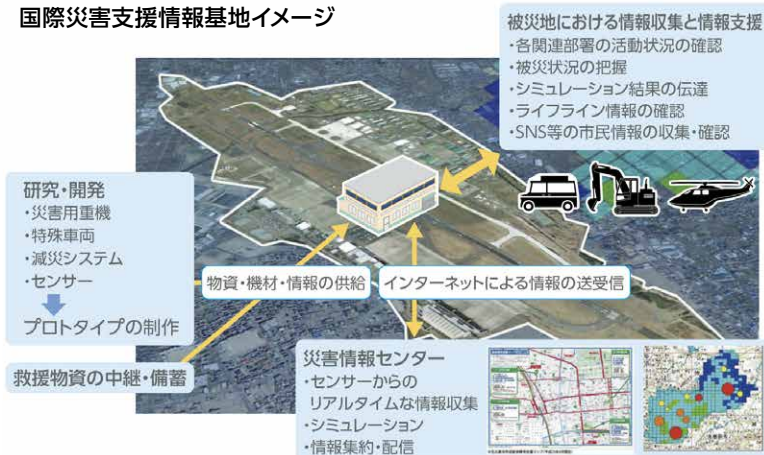 国際災害支援情報基地イメージ
被災地における情報収集と情報支援
・各関連部署の活動状況の確認
・被災状況の把握
・シミュレーション結果の伝達
・ライフライン情報の確認
・SNS等の市民情報の収集・確認
研究・開発
・災害用重機
・特殊車両
・減災システム
・センサー
プロトタイプの制作
物資・機材・情報の供給
インターネットによる情報の送受信
救援物資の中継・備蓄
災害情報センター
・センサーからの
リアルタイムな情報収集
・シミュレーション
・情報集約・配信